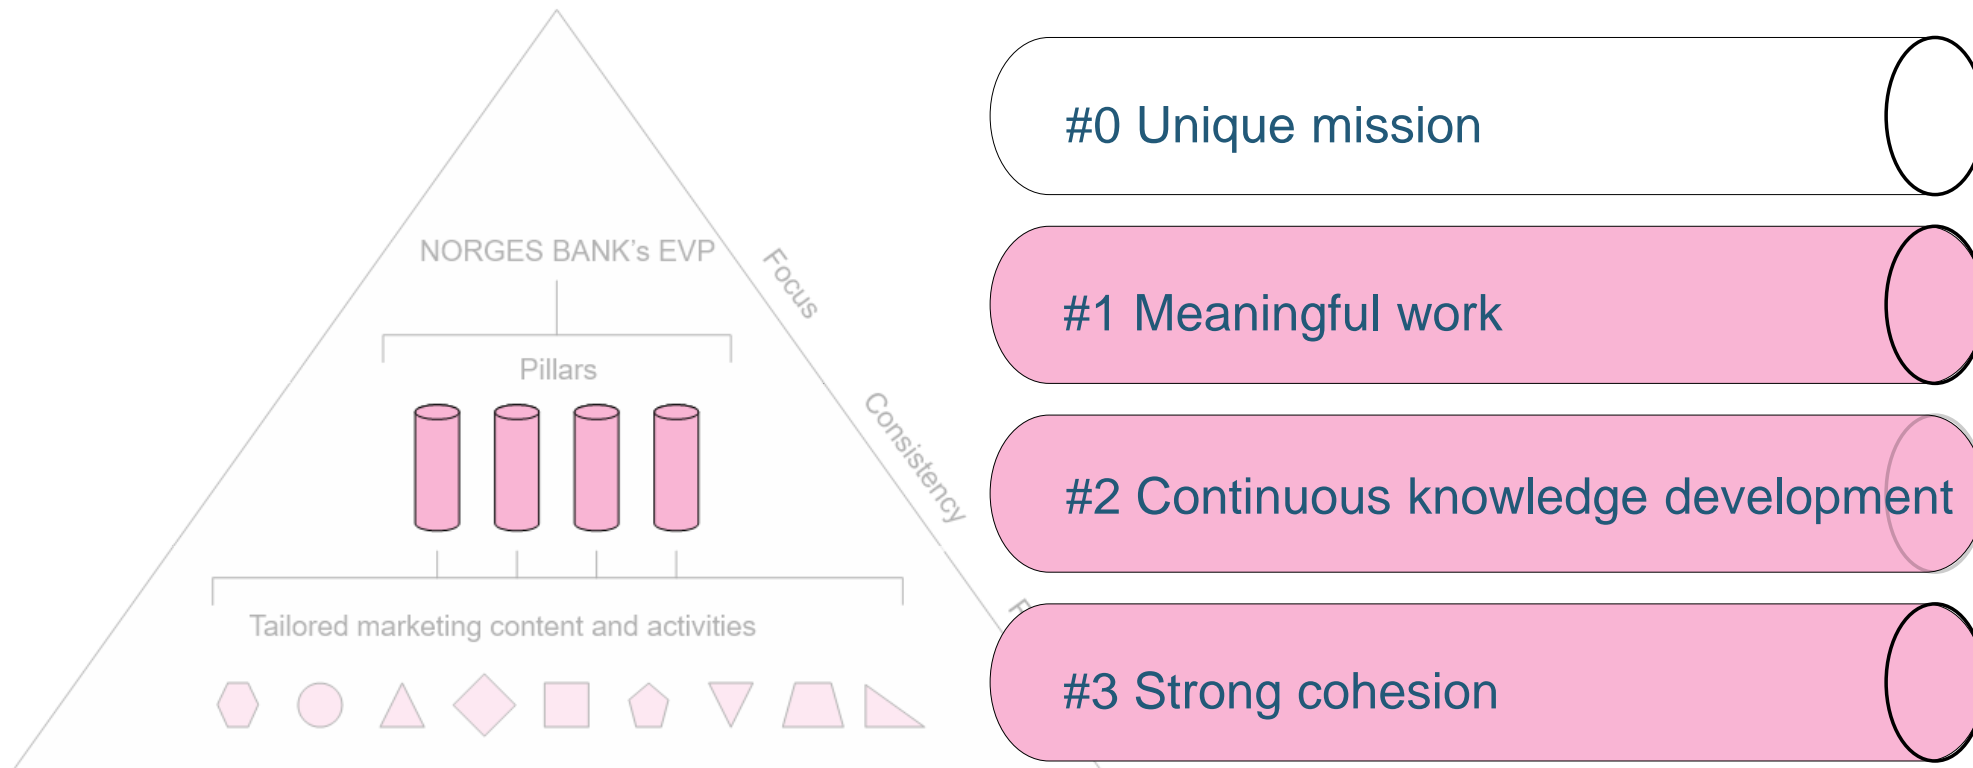 NORGES BANK's EVP
Pillars
Tailored marketing content and activities
Focus
Consistency
#0 Unique mission
#1 Meaningful work
#2 Continuous knowledge development
#3 Strong cohesion